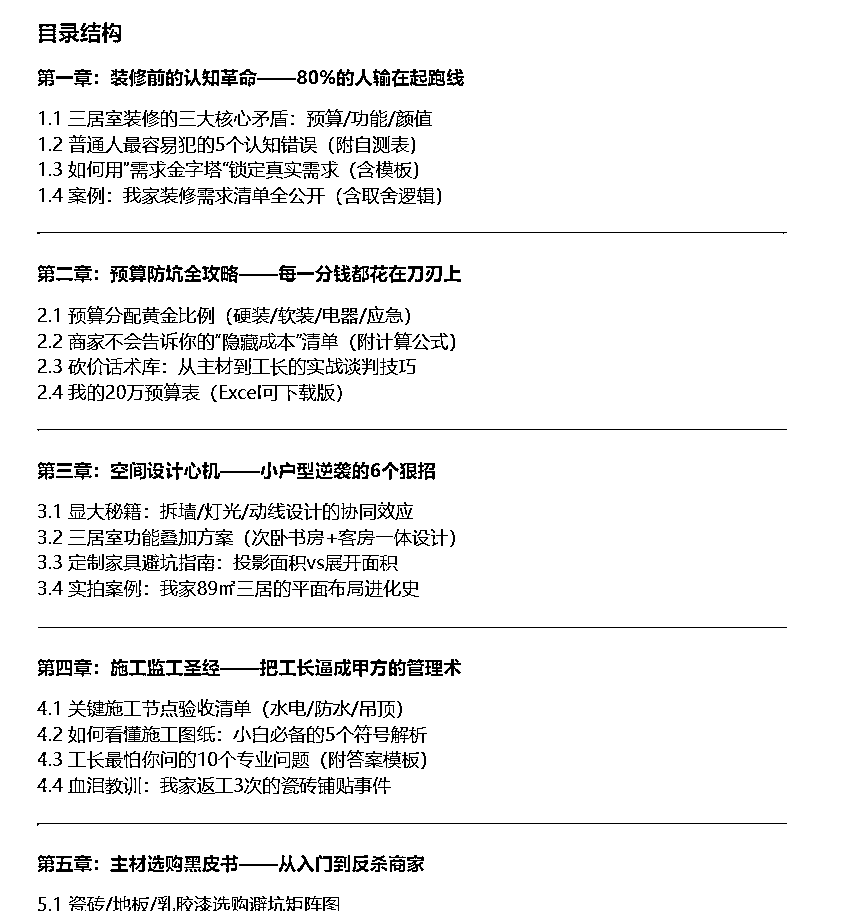 目录结构
第一章：装修前的认知革命——80%的人输在起跑线
1.1 三居室装修的三大核心矛盾：预算/功能/颜值
1.2 普通人最容易犯的5个认知错误（附自测表）
1.3 如何用”需求金字塔“锁定真实需求（含模板）
1.4 案例：我家装修需求清单全公开（含取舍逻辑）
第二章：预算防坑全攻略——每一分钱都花在刀刃上
2.1 预算分配黄金比例（硬装/软装/电器/应急）
2.2 商家不会告诉你的“隐藏成本”清单（附计算公式）
2.3 砍价话术库：从主材到工长的实战谈判技巧
2.4 我的20万预算表（Excel可下载版）
第三章：空间设计心机——小户型逆袭的6个狠招
3.1 显大秘籍：拆墙/灯光/动线设计的协同效应
3.2 三居室功能叠加方案（次卧书房+客房一体设计）
3.3 定制家具避坑指南：投影面积vs展开面积
3.4 实拍案例：我家89㎡三居的平面布局进化史
第四章：施工监工圣经——把工长逼成甲方的管理术
4.1 关键施工节点验收清单（水电/防水/吊顶）
4.2 如何看懂施工图纸：小白必备的5个符号解析
4.3 工长最怕你问的10个专业问题（附答案模板）
4.4 血泪教训：我家返工3次的瓷砖铺贴事件
第五章：主材选购黑皮书——从入门到反杀商家
5.1 瓷砖/地板/乳胶漆选购避坑矩阵图